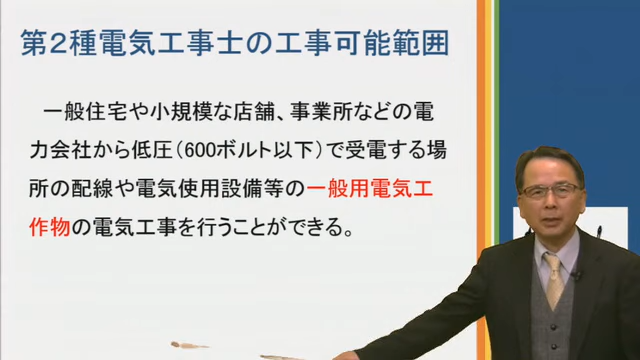 第2種電気工事士の工事可能範囲
一般住宅や小規模な店舗、事業所などの電
力会社から低圧（600ボルト以下）で受電する場
所の配線や電気使用設備等の一般用電気工
作物の電気工事を行うことができる。